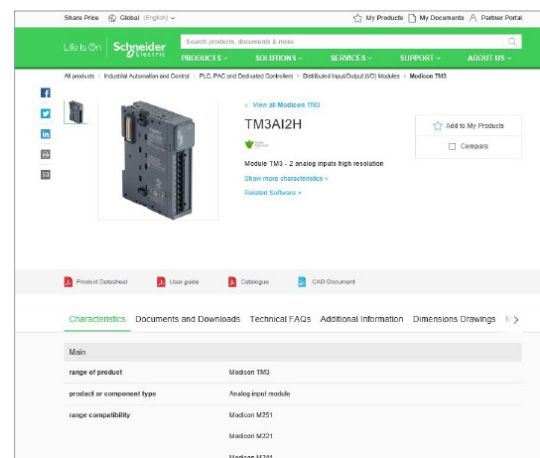 Share Price Global (English) My Products My Documents Partner Portal
Life Is On Schneider Electric
Search products, documents & more
PRODUCTS SOLUTIONS SERVICES SUPPORT ABOUT US
All products Industrial Automation and Control PLC, PAC and Dedicated Controllers Distributed Input/Output (I/O) Modules Modicon TM3
< View all Modicon TM3
TM3AI2H
Add to My Products
Compare
Module TM3 - 2 analog inputs high resolution
Show more characteristics >
Related Software >
Product Datasheet User guide Catalogue CAD Document
Characteristics Documents and Downloads Technical FAQs Additional Information Dimensions Drawings
Main
range of product Modicon TM3
product or component type Analog input module
range compatibility Modicon M251
Modicon M221
Modicon M241